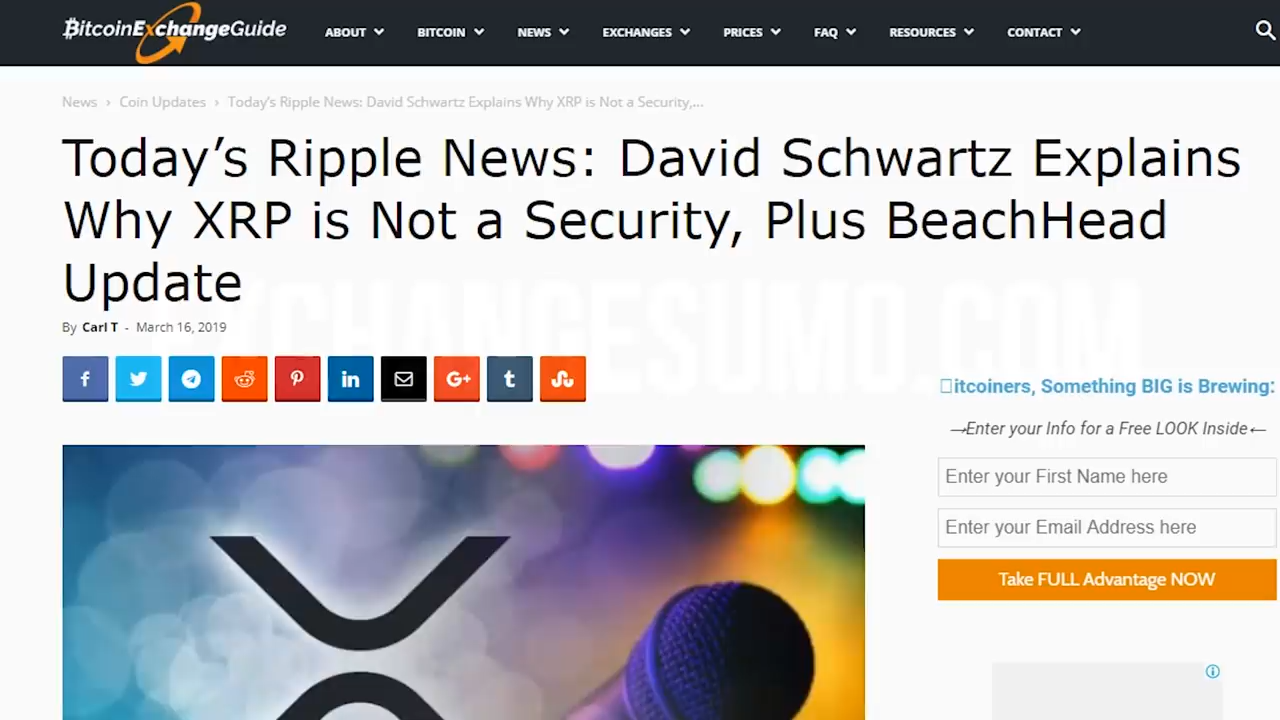 BitcoinExchangeGuide
ABOUT BITCOIN NEWS EXCHANGES PRICES FAQ RESOURCES CONTACT
News › Coin Updates › Today's Ripple News: David Schwartz Explains Why XRP is Not a Security,...
Today’s Ripple News: David Schwartz Explains
Why XRP is Not a Security, Plus BeachHead
Update
By Carl T - March 16, 2019
EXCHANGESUMO.COM
itcoiners, Something BIG is Brewing:
→Enter your Info for a Free LOOK Inside←
Enter your First Name here
Enter your Email Address here
Take FULL Advantage NOW